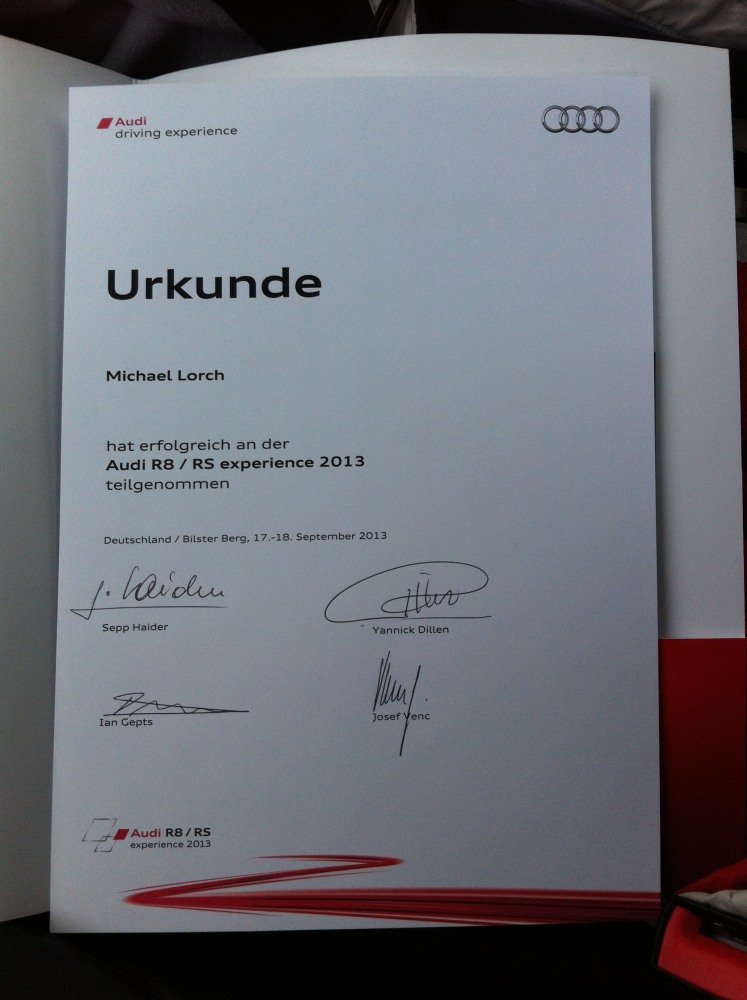 Audi
driving experience
Urkunde
Michael Lorch
hat erfolgreich an der
Audi R8 / RS experience 2013
teilgenommen
Deutschland / Bilster Berg, 17.-18. September 2013
J. Haider
Sepp Haider
Yannick Dillen
Ian Gepts
Josef Venc
Audi R8 / RS
experience 2013